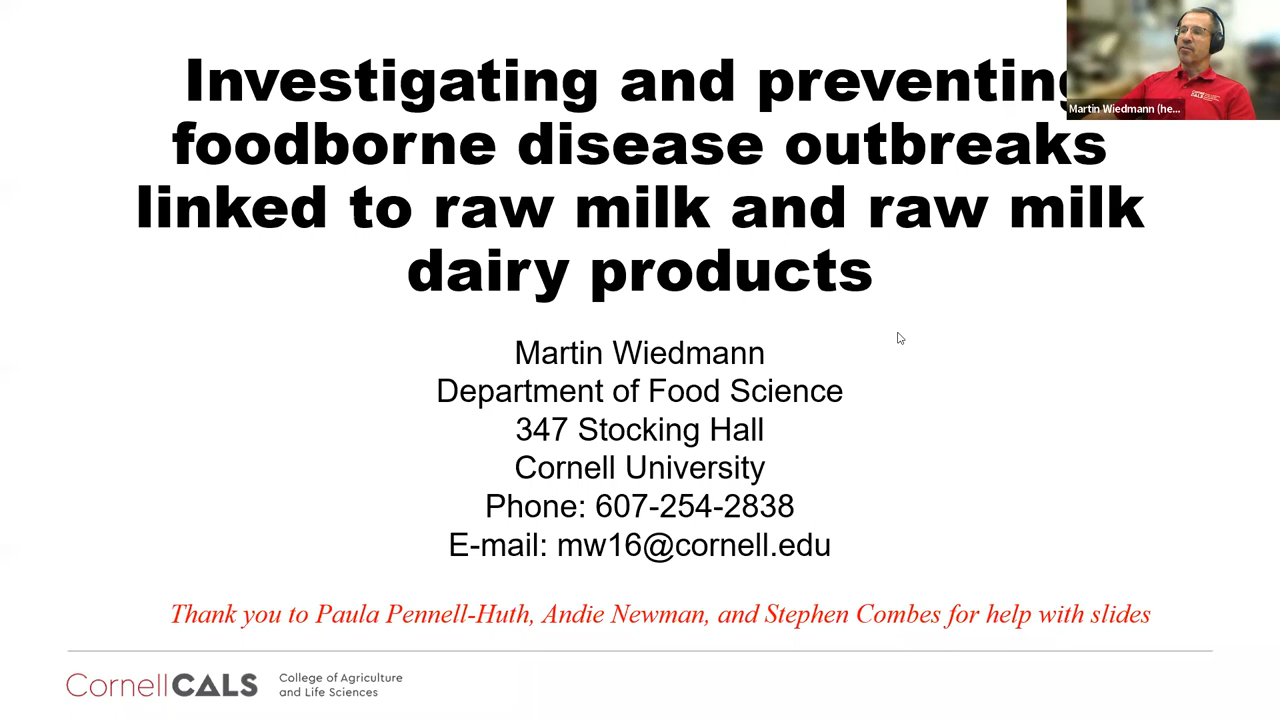 Investigating and preventing
foodborne disease outbreaks
linked to raw milk and raw milk
dairy products
Martin Wiedmann (he...
Martin Wiedmann
Department of Food Science
347 Stocking Hall
Cornell University
Phone: 607-254-2838
E-mail: mw16@cornell.edu
Thank you to Paula Pennell-Huth, Andie Newman, and Stephen Combes for help with slides
CornellCALS
College of Agriculture
and Life Sciences